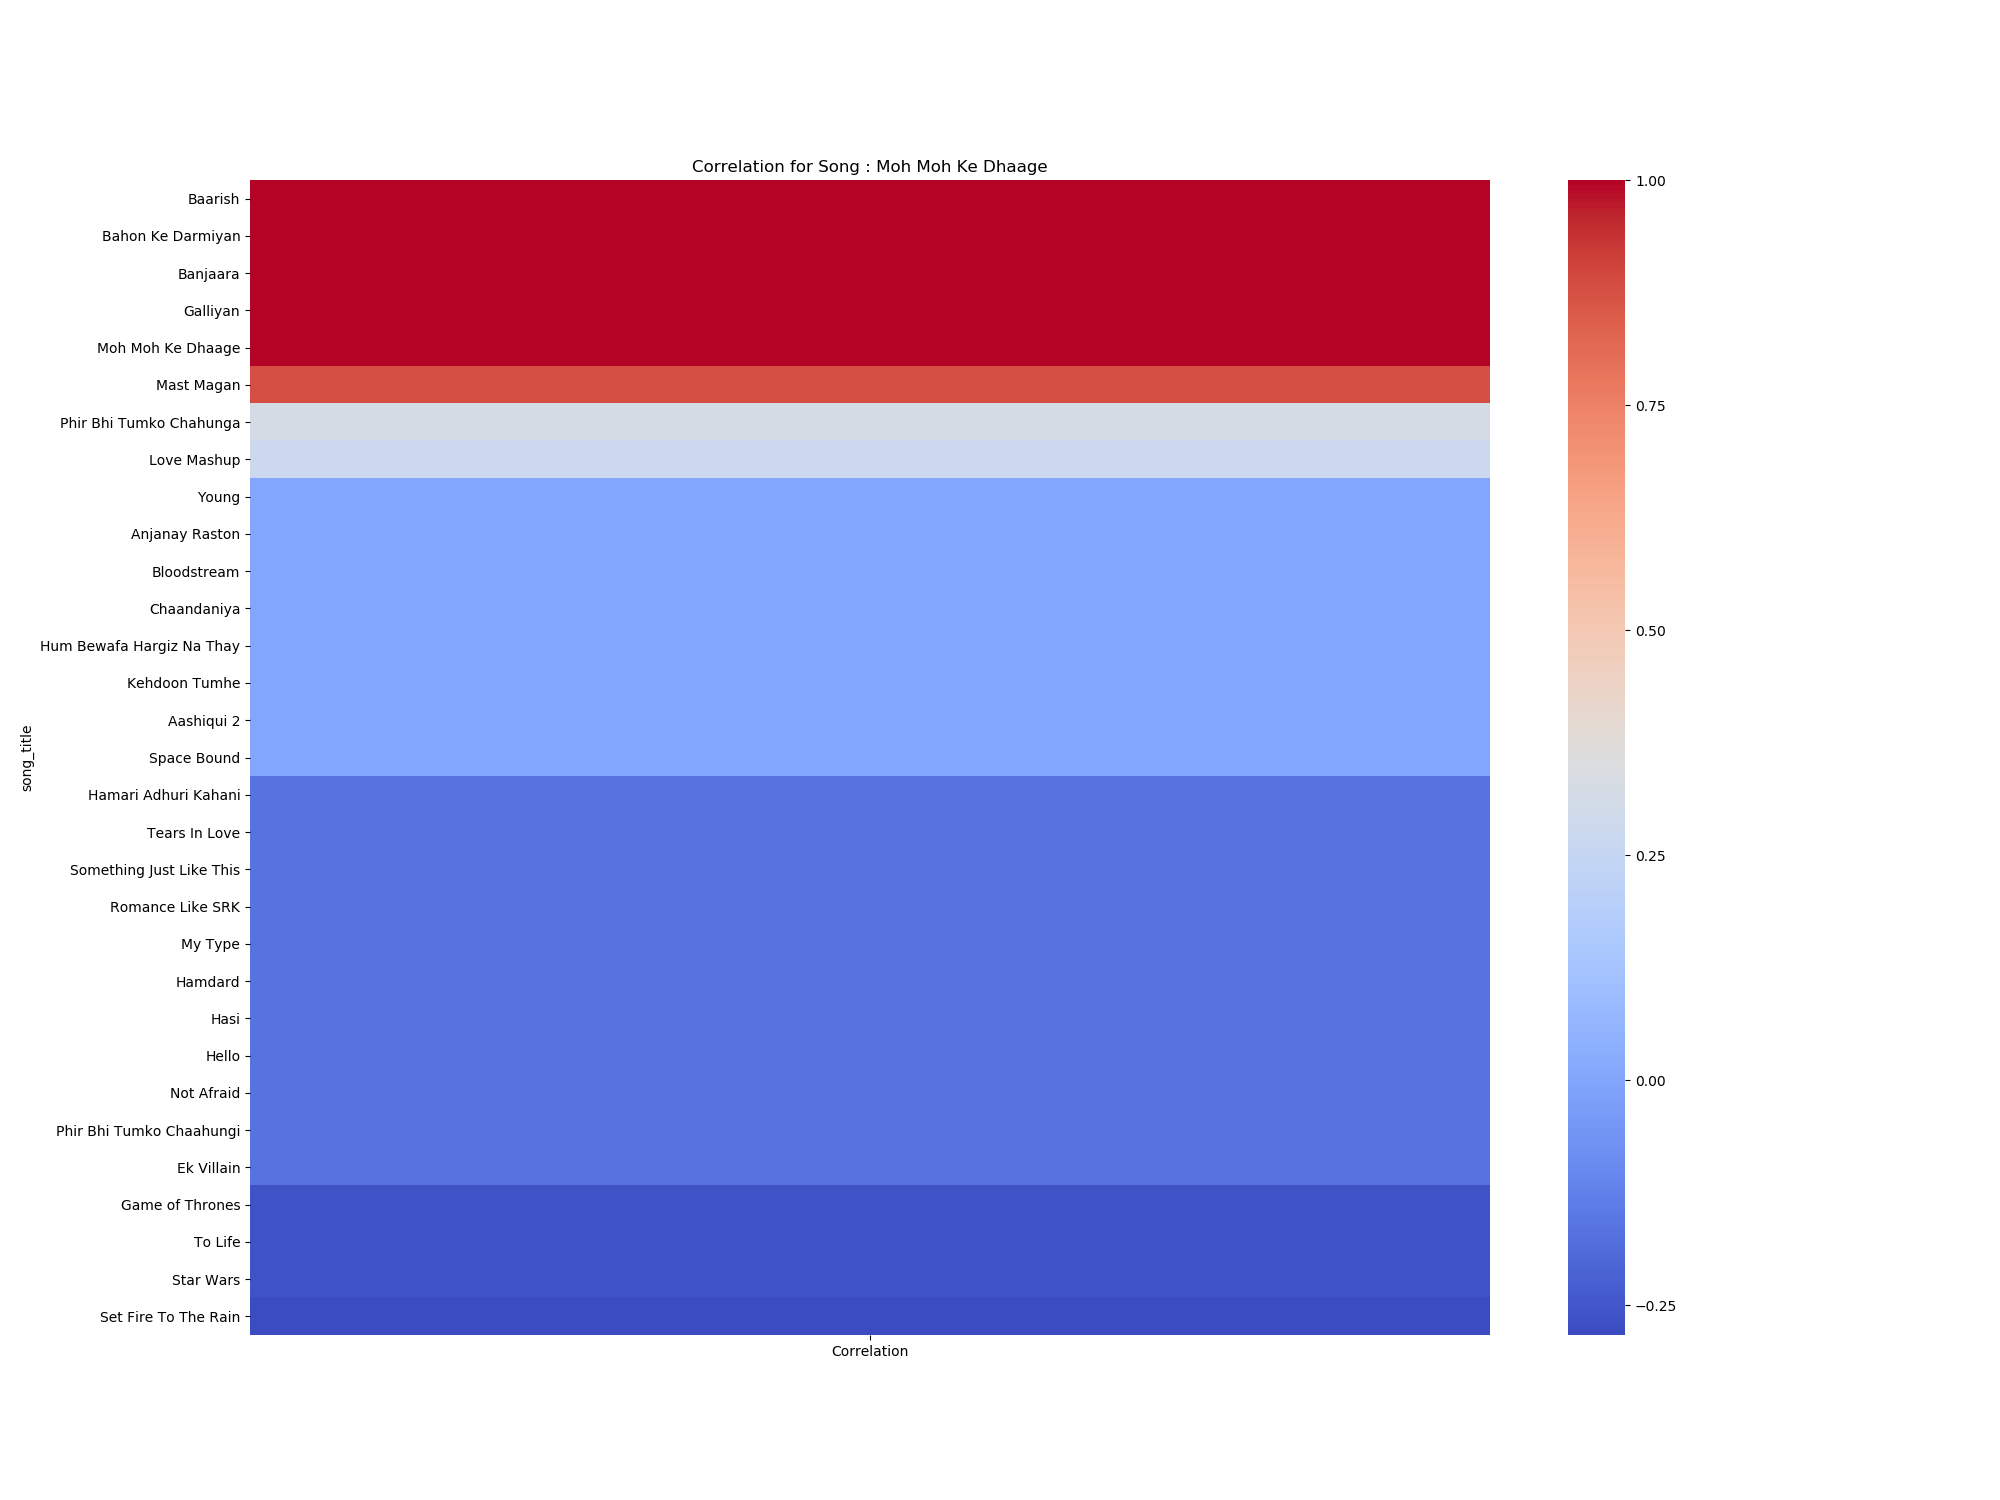 Correlation for Song : Moh Moh Ke Dhaage
song_title
Baarish
Bahon Ke Darmiyan
Banjaara
Galliyan
Moh Moh Ke Dhaage
Mast Magan
Phir Bhi Tumko Chahunga
Love Mashup
Young
Anjanay Raston
Bloodstream
Chaandaniya
Hum Bewafa Hargiz Na Thay
Kehdoon Tumhe
Aashiqui 2
Space Bound
Hamari Adhuri Kahani
Tears In Love
Something Just Like This
Romance Like SRK
My Type
Hamdard
Hasi
Hello
Not Afraid
Phir Bhi Tumko Chaahungi
Ek Villain
Game of Thrones
To Life
Star Wars
Set Fire To The Rain
Correlation
1.00
0.75
0.50
0.25
0.00
−0.25